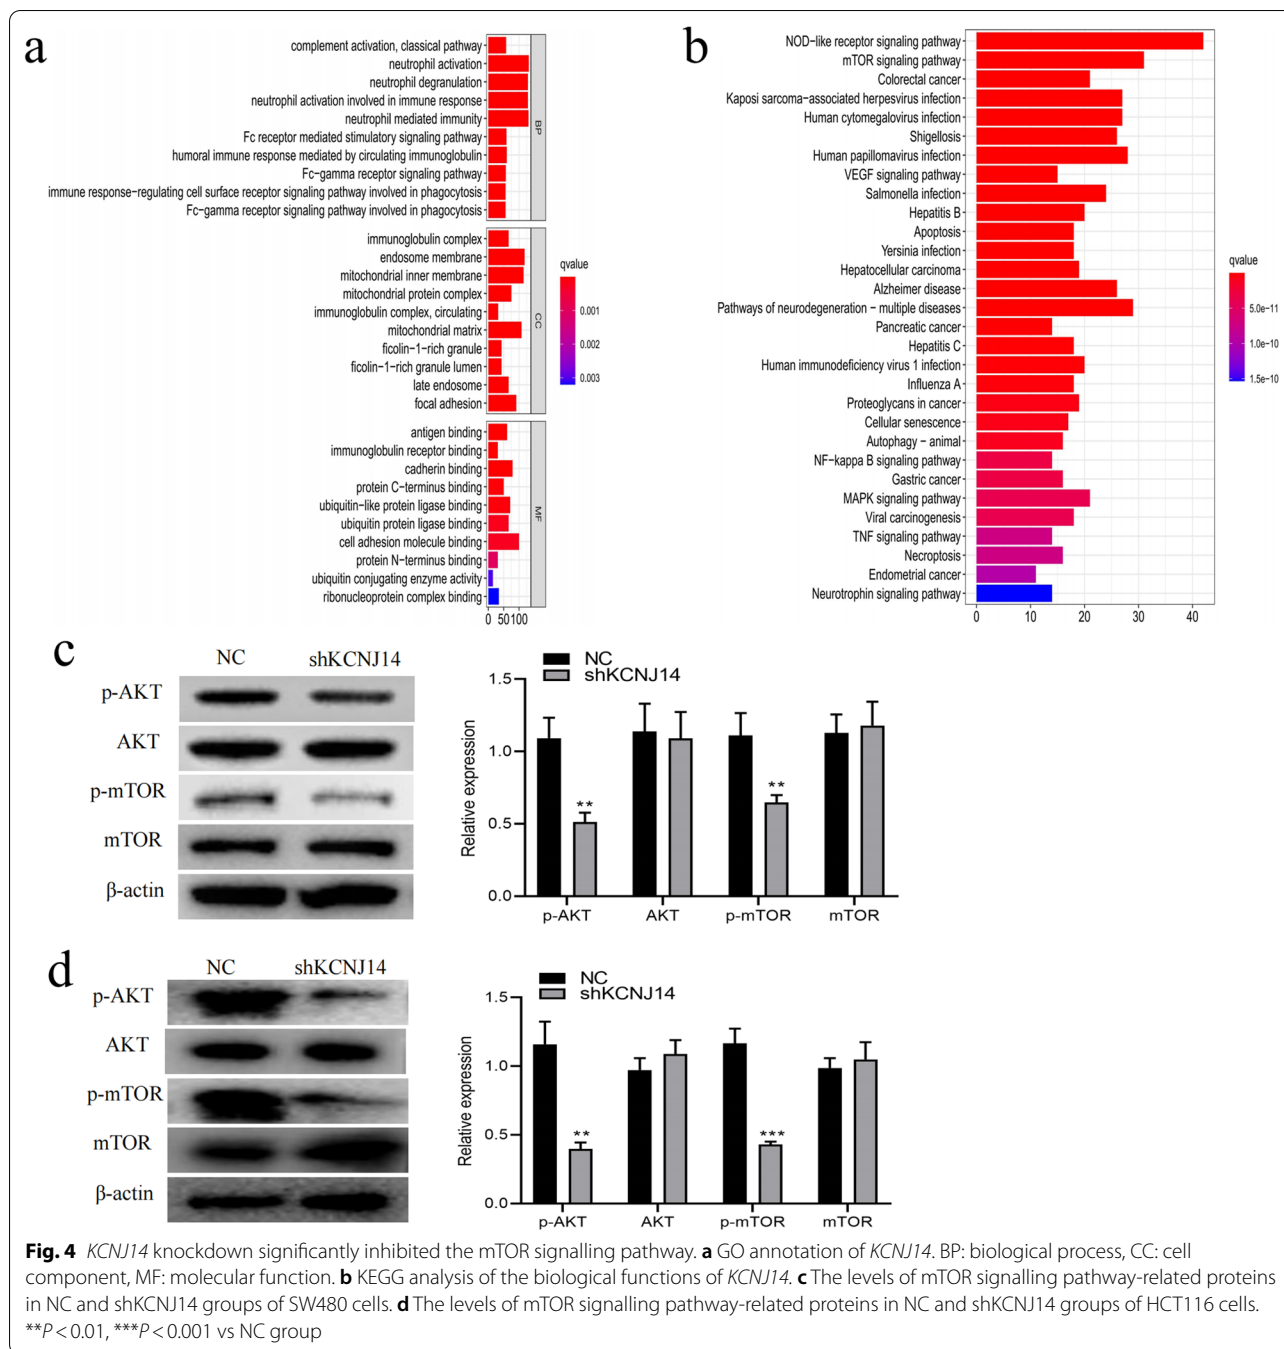 a
complement activation, classical pathway
neutrophil activation
neutrophil degranulation
neutrophil activation involved in immune response
neutrophil mediated immunity
Fc receptor mediated stimulatory signaling pathway
humoral immune response mediated by circulating immunoglobulin
Fc−gamma receptor signaling pathway
immune response−regulating cell surface receptor signaling pathway involved in phagocytosis
Fc−gamma receptor signaling pathway involved in phagocytosis
BP
immunoglobulin complex
endosome membrane
mitochondrial inner membrane
mitochondrial protein complex
immunoglobulin complex, circulating
mitochondrial matrix
ficolin−1−rich granule
ficolin−1−rich granule lumen
late endosome
focal adhesion
CC
antigen binding
immunoglobulin receptor binding
cadherin binding
protein C−terminus binding
ubiquitin−like protein ligase binding
ubiquitin protein ligase binding
cell adhesion molecule binding
protein N−terminus binding
ubiquitin conjugating enzyme activity
ribonucleoprotein complex binding
MF
0 50 100
qvalue
0.001
0.002
0.003
b
NOD−like receptor signaling pathway
mTOR signaling pathway
Colorectal cancer
Kaposi sarcoma−associated herpesvirus infection
Human cytomegalovirus infection
Shigellosis
Human papillomavirus infection
VEGF signaling pathway
Salmonella infection
Hepatitis B
Apoptosis
Yersinia infection
Hepatocellular carcinoma
Alzheimer disease
Pathways of neurodegeneration − multiple diseases
Pancreatic cancer
Hepatitis C
Human immunodeficiency virus 1 infection
Influenza A
Proteoglycans in cancer
Cellular senescence
Autophagy − animal
NF−kappa B signaling pathway
Gastric cancer
MAPK signaling pathway
Viral carcinogenesis
TNF signaling pathway
Necroptosis
Endometrial cancer
Neurotrophin signaling pathway
0 10 20 30 40
qvalue
5.0e−11
1.0e−10
1.5e−10
c
NC shKCNJ14
p-AKT
AKT
p-mTOR
mTOR
β-actin
NC
shKCNJ14
Relative expression
1.5
1.0
0.5
0.0
**
**
p-AKT AKT p-mTOR mTOR
d
NC shKCNJ14
p-AKT
AKT
p-mTOR
mTOR
β-actin
NC
shKCNJ14
Relative expression
1.5
1.0
0.5
0.0
**
***
p-AKT AKT p-mTOR mTOR
Fig. 4 KCNJ14 knockdown significantly inhibited the mTOR signalling pathway. a GO annotation of KCNJ14. BP: biological process, CC: cell
component, MF: molecular function. b KEGG analysis of the biological functions of KCNJ14. c The levels of mTOR signalling pathway-related proteins
in NC and shKCNJ14 groups of SW480 cells. d The levels of mTOR signalling pathway-related proteins in NC and shKCNJ14 groups of HCT116 cells.
**P < 0.01, ***P < 0.001 vs NC group